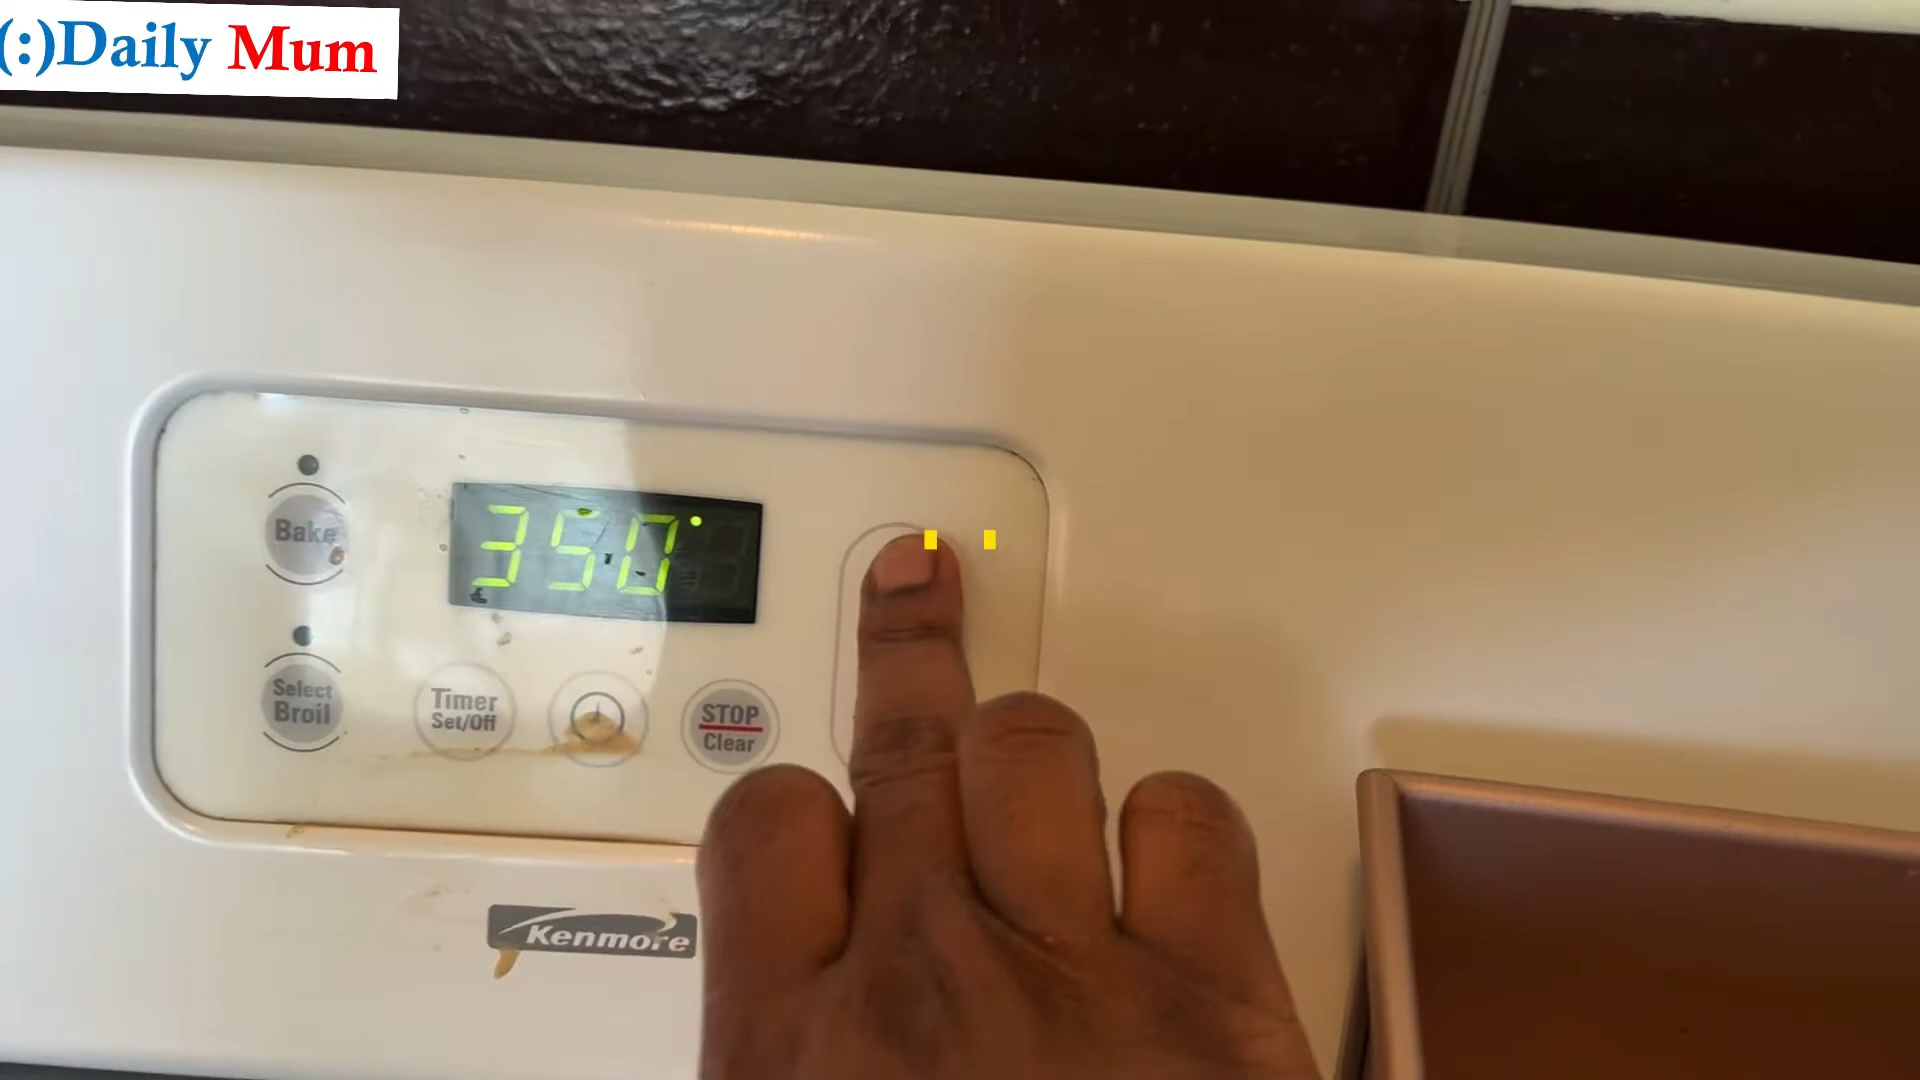 (:)Daily Mum
Bake
350°
Select
Broil
Timer
Set/Off
STOP
Clear
Kenmore